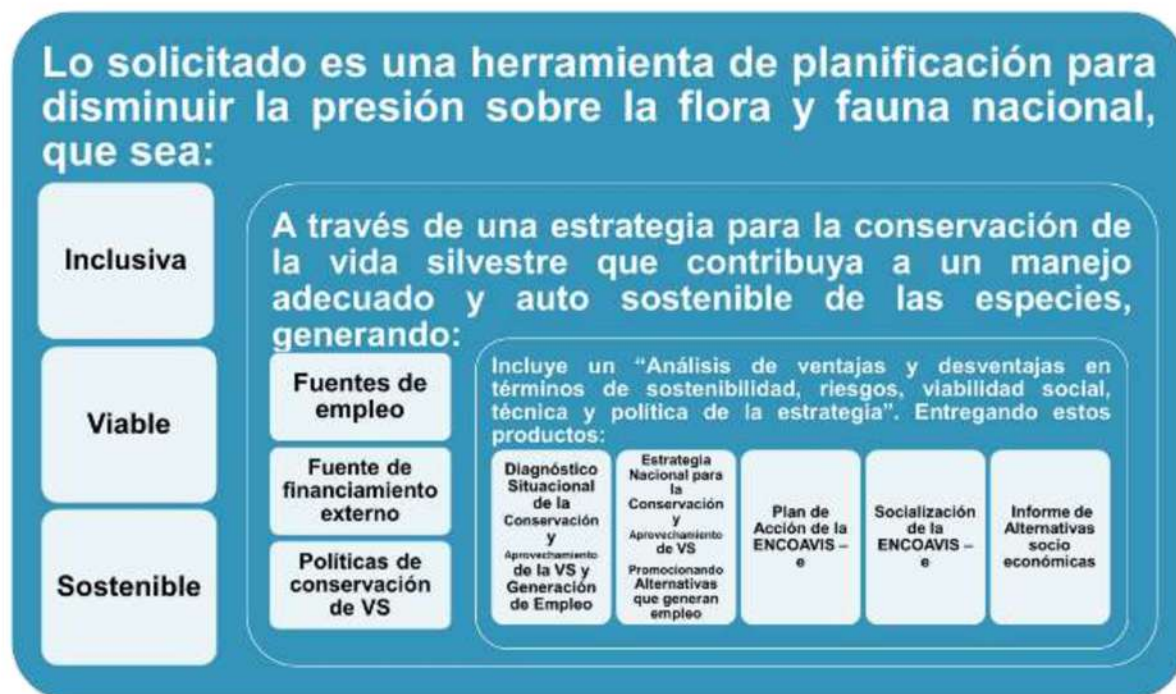 Lo solicitado es una herramienta de planificación para
disminuir la presión sobre la flora y fauna nacional,
que sea:
Inclusiva
Viable
Sostenible
A través de una estrategia para la conservación de
la vida silvestre que contribuya a un manejo
adecuado y auto sostenible de las especies,
generando:
Fuentes de
empleo
Fuente de
financiamiento
externo
Políticas de
conservación
de VS
Incluye un “Análisis de ventajas y desventajas en
términos de sostenibilidad, riesgos, viabilidad social,
técnica y política de la estrategia”. Entregando estos
productos:
Diagnóstico
Situacional
de la
Conservación
y
Aprovechamiento
de la VS y
Generación
de Empleo
Estrategia
Nacional para
la
Conservación
y
Aprovechamiento
de VS
Promocionando
Alternativas
que generan
empleo
Plan de
Acción de la
ENCOAVIS –
e
Socialización
de la
ENCOAVIS –
e
Informe de
Alternativas
socio
económicas